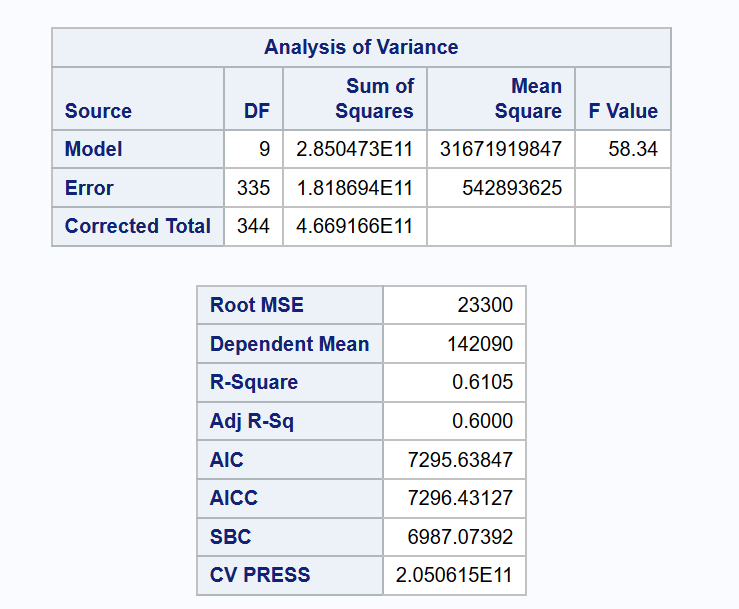 Analysis of Variance
Source DF Sum of Squares Mean Square F Value
Model 9 2.850473E11 31671919847 58.34
Error 335 1.818694E11 542893625
Corrected Total 344 4.669166E11
Root MSE 23300
Dependent Mean 142090
R-Square 0.6105
Adj R-Sq 0.6000
AIC 7295.63847
AICC 7296.43127
SBC 6987.07392
CV PRESS 2.050615E11